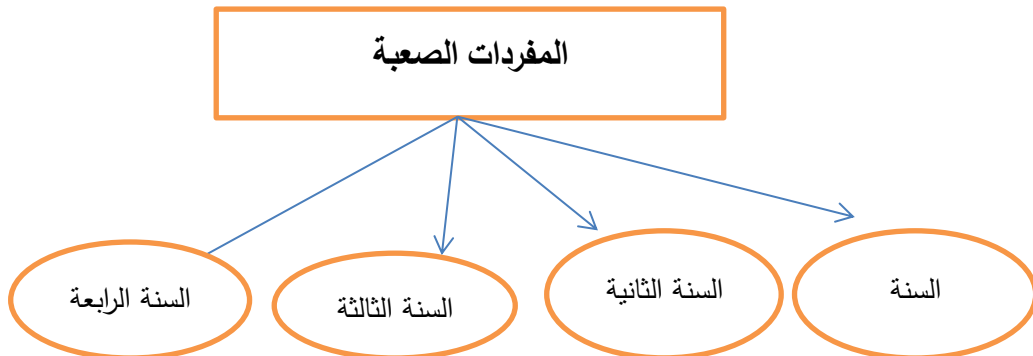 المفردات الصعبة
السنة
السنة الثانية
السنة الثالثة
السنة الرابعة